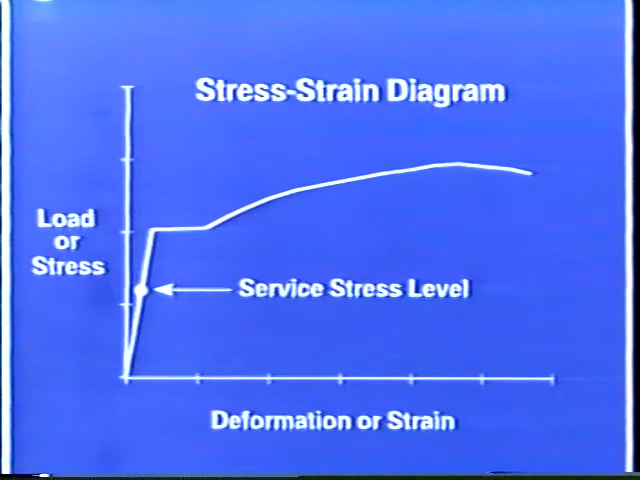 Stress-Strain Diagram
Load
or
Stress
Service Stress Level
Deformation or Strain